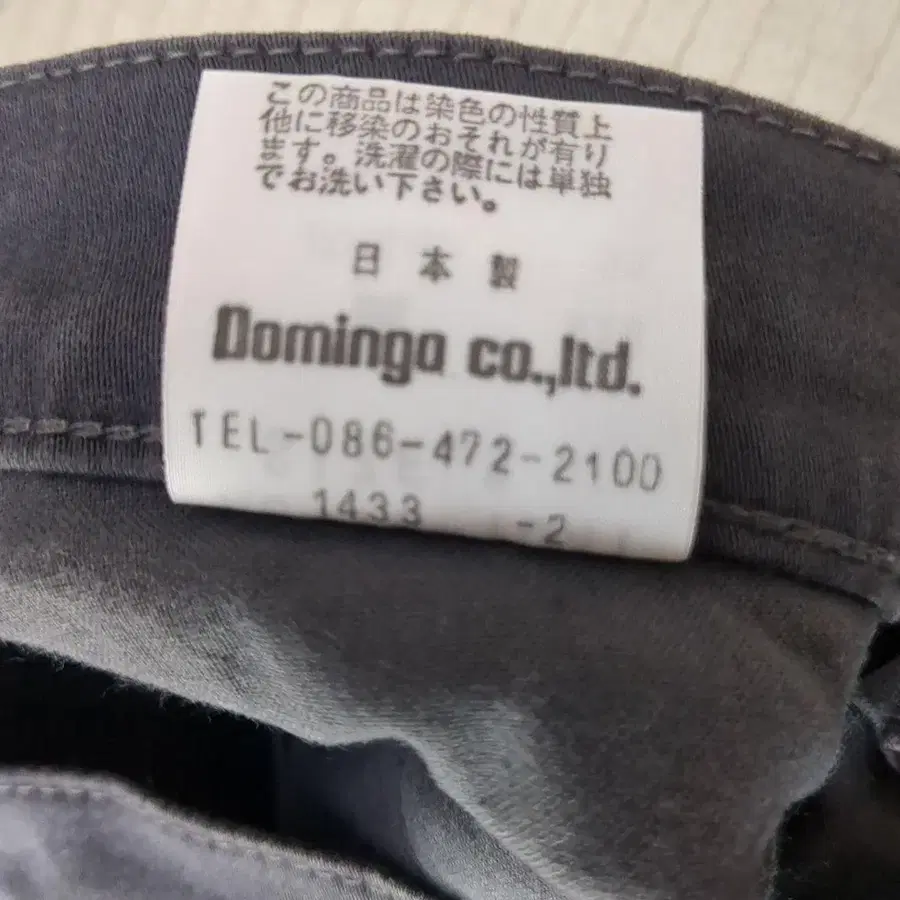 この商品は染色の性質上
他に移染のおそれが有り
ます。洗濯の際には単独
でお洗い下さい。
日本製
Domingo co.,ltd.
TEL-086-472-2100
1433 -2